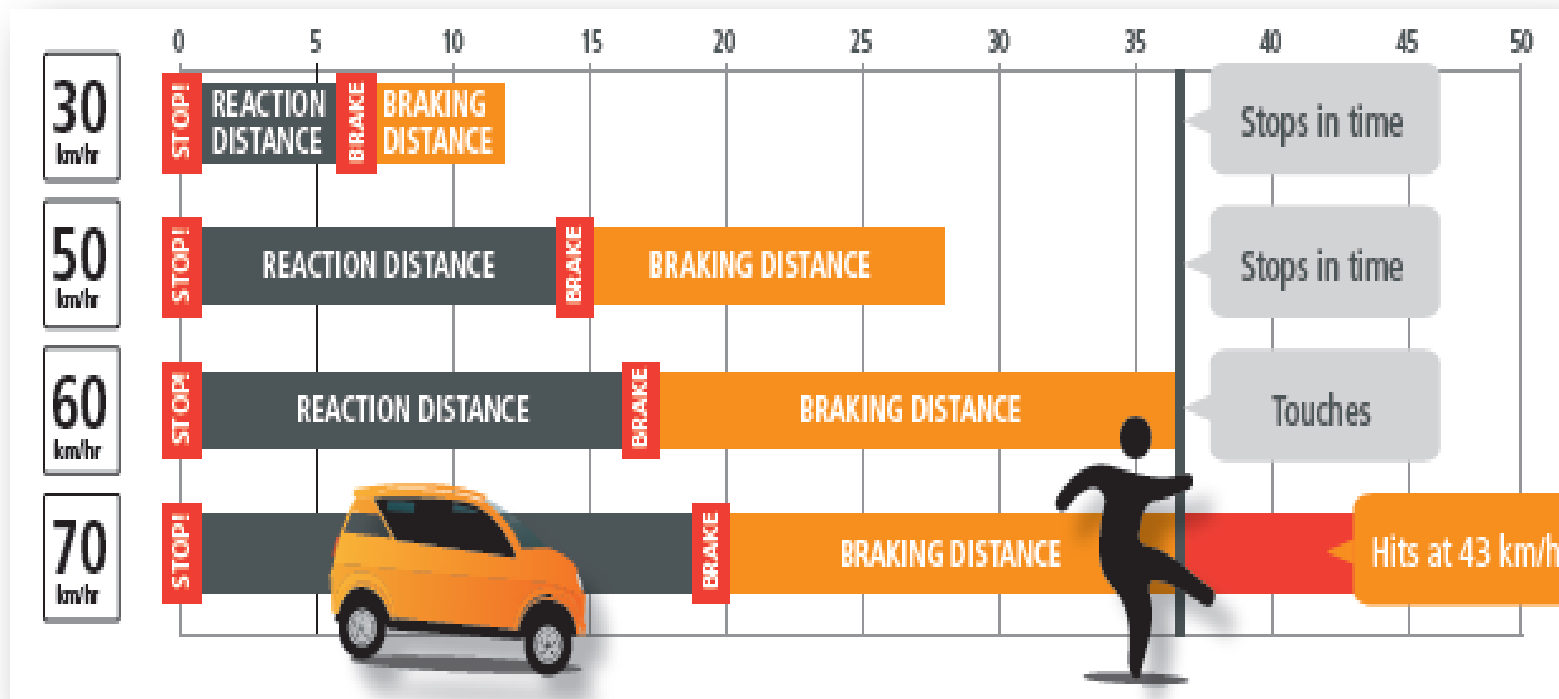 0 5 10 15 20 25 30 35 40 45 50
30
km/hr
STOP!
REACTION
DISTANCE
BRAKE
BRAKING
DISTANCE
Stops in time
50
km/hr
STOP!
REACTION DISTANCE
BRAKE
BRAKING DISTANCE
Stops in time
60
km/hr
STOP!
REACTION DISTANCE
BRAKE
BRAKING DISTANCE
Touches
70
km/hr
STOP!
BRAKE
BRAKING DISTANCE
Hits at 43 km/h